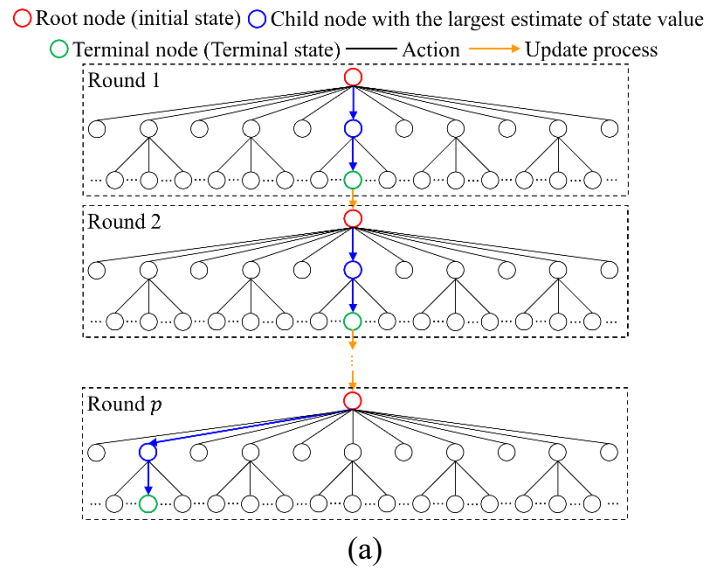 Root node (initial state) Child node with the largest estimate of state value
Terminal node (Terminal state) Action Update process
Round 1
Round 2
Round p
(a)